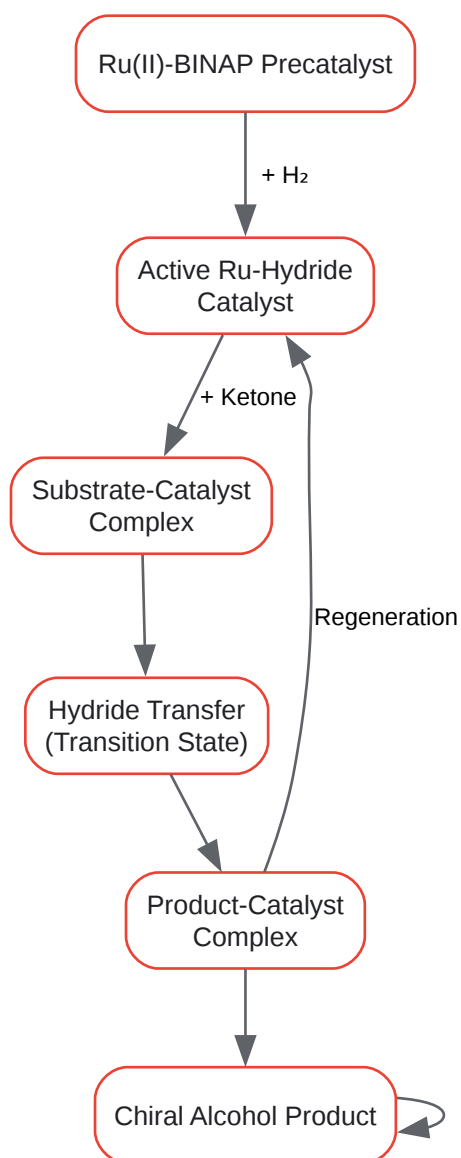 Ru(II)-BINAP Precatalyst
+ H₂
Active Ru-Hydride
Catalyst
+ Ketone
Substrate-Catalyst
Complex
Regeneration
Hydride Transfer
(Transition State)
Product-Catalyst
Complex
Chiral Alcohol Product